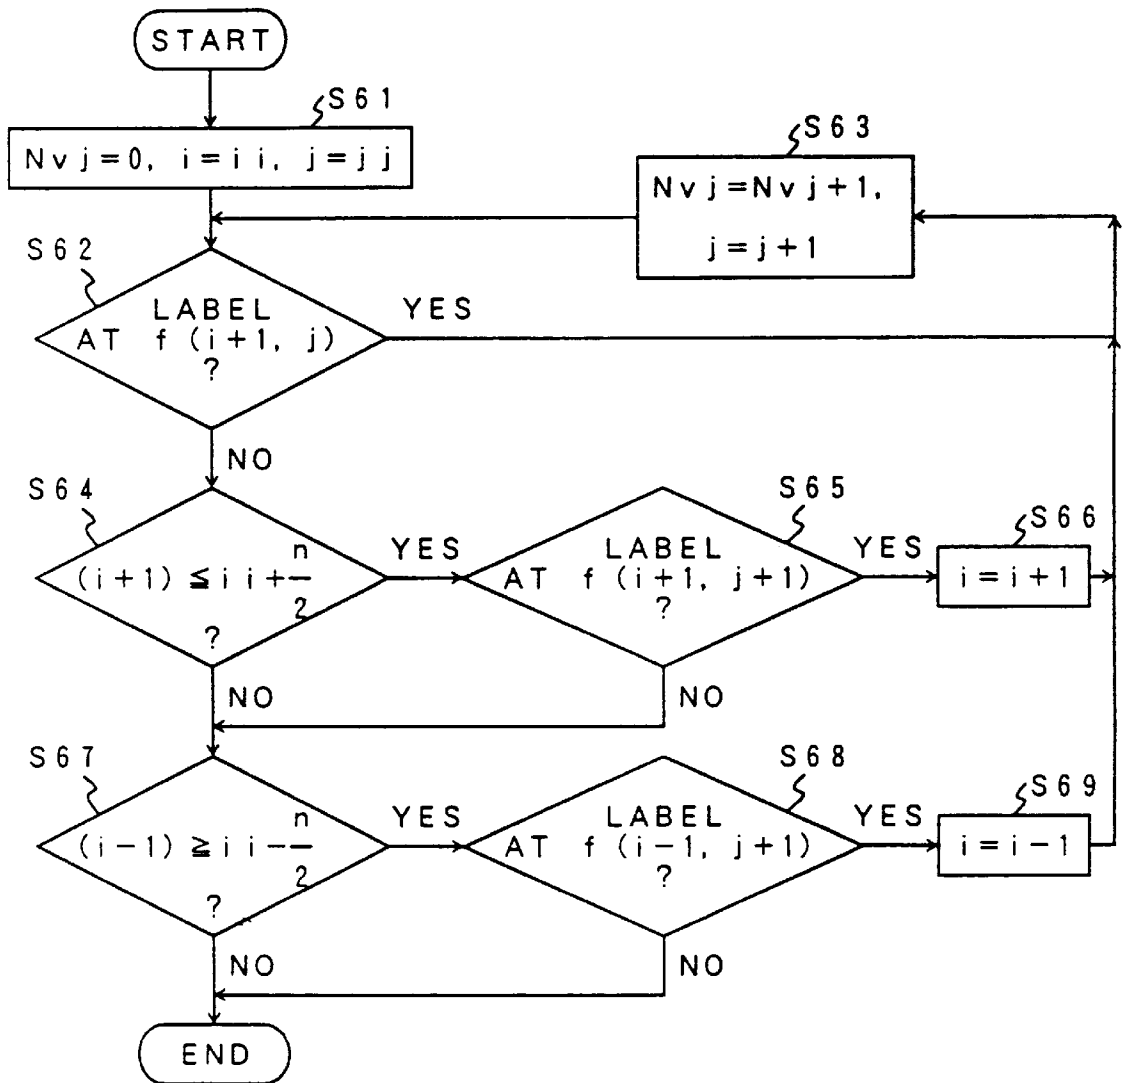 START
S61
Nvj=0, i=ii, j=jj
S63
Nvj=Nvj+1,
j=j+1
S62
LABEL
AT f(i+1, j)
?
YES
NO
S64
(i+1)≦ii+n/2
?
YES
NO
S65
LABEL
AT f(i+1, j+1)
?
YES
NO
S66
i=i+1
S67
(i-1)≧ii-n/2
?
YES
NO
S68
LABEL
AT f(i-1, j+1)
?
YES
NO
S69
i=i-1
END